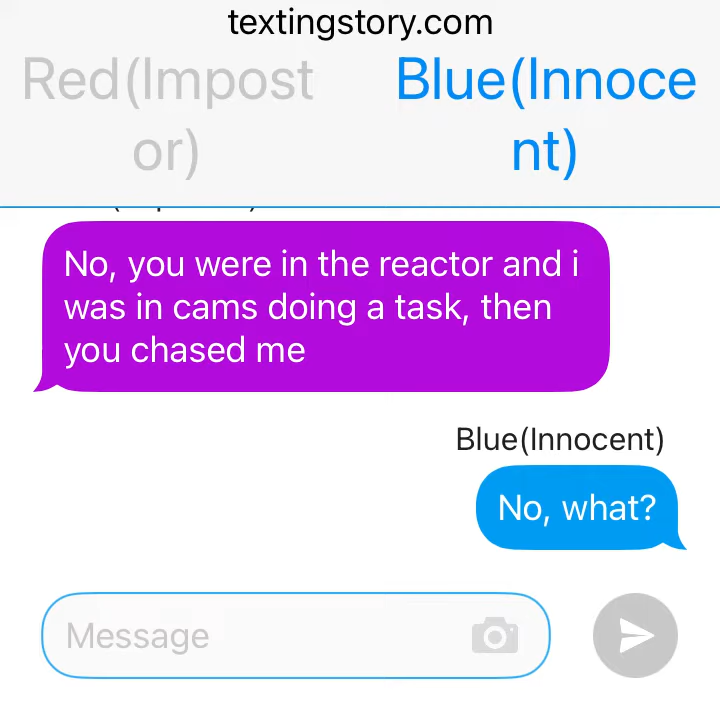 textingstory.com
Red(Impost
or)
Blue(Innoce
nt)
No, you were in the reactor and i
was in cams doing a task, then
you chased me
Blue(Innocent)
No, what?
Message